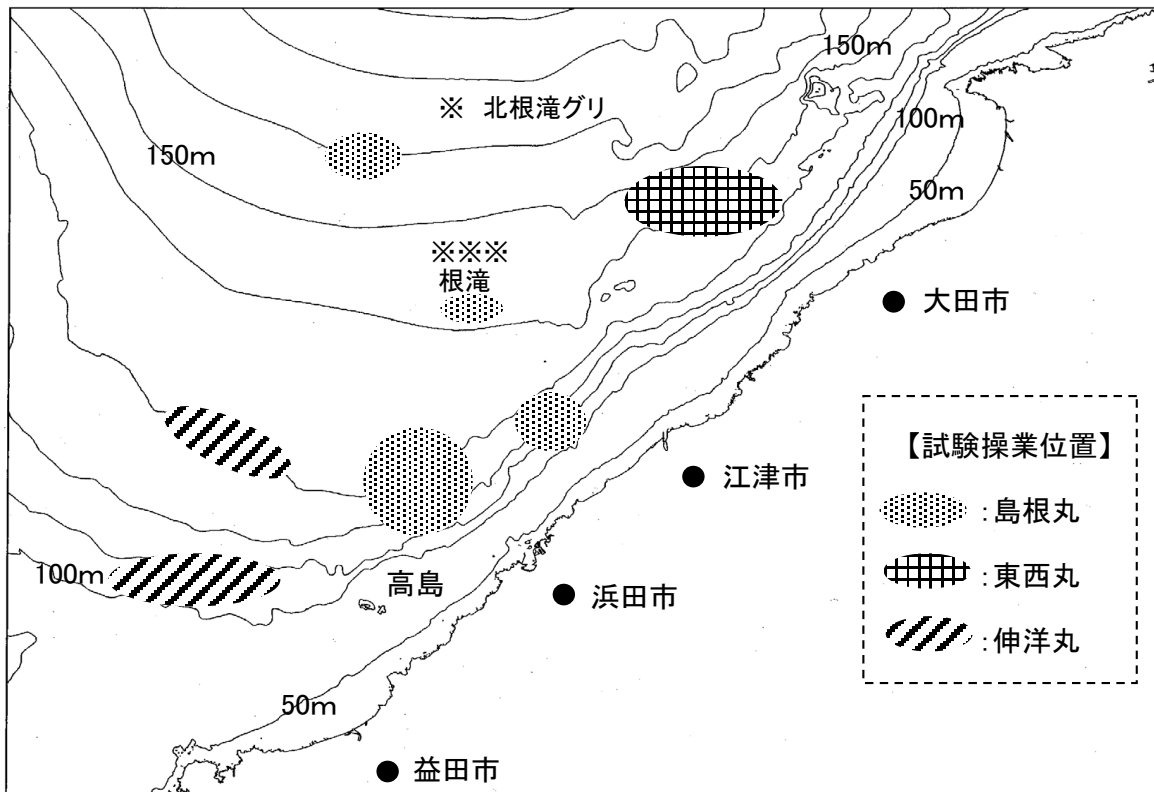 150m
※ 北根滝グリ
100m
150m
50m
※※※
根滝
大田市
【試験操業位置】
江津市
:島根丸
100m
高島
浜田市
:東西丸
:伸洋丸
50m
益田市